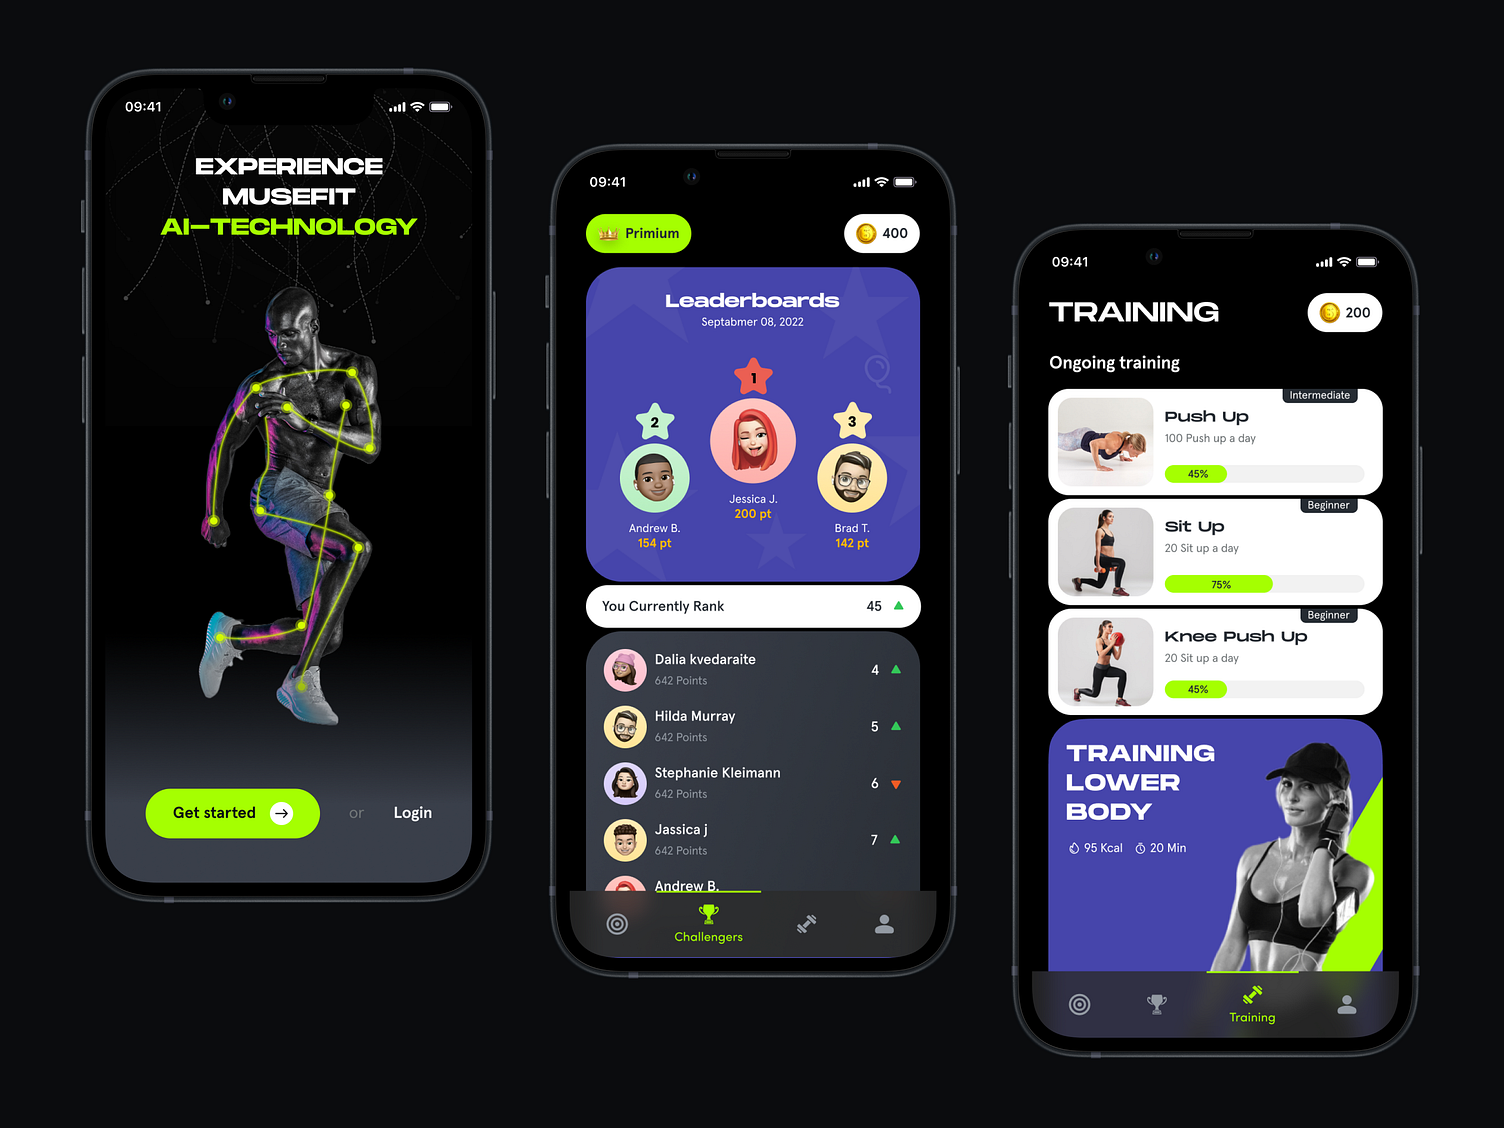 09:41
EXPERIENCE
MUSEFIT
AI—TECHNOLOGY
Get started
or
Login
09:41
Primium
400
Leaderboards
Septabmer 08, 2022
1
2
3
Jessica J.
200 pt
Andrew B.
154 pt
Brad T.
142 pt
You Currently Rank 45
Dalia kvedaraite
642 Points
4
Hilda Murray
642 Points
5
Stephanie Kleimann
642 Points
6
Jassica j
642 Points
7
Andrew B.
Challengers
09:41
TRAINING
200
Ongoing training
Intermediate
Push Up
100 Push up a day
45%
Beginner
Sit Up
20 Sit up a day
75%
Beginner
Knee Push Up
20 Sit up a day
45%
TRAINING
LOWER
BODY
95 Kcal 20 Min
Training